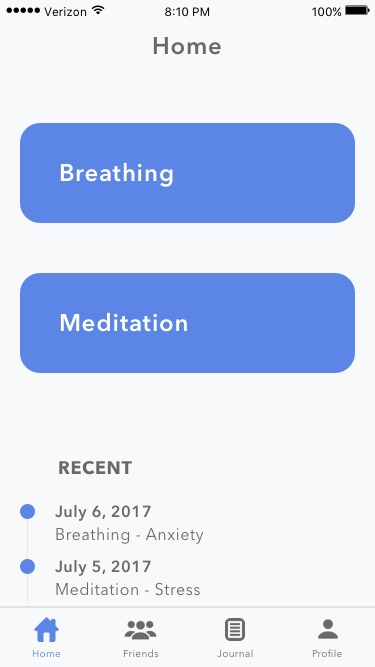 Verizon 8:10 PM 100%
Home
Breathing
Meditation
RECENT
July 6, 2017
Breathing - Anxiety
July 5, 2017
Meditation - Stress
Home Friends Journal Profile